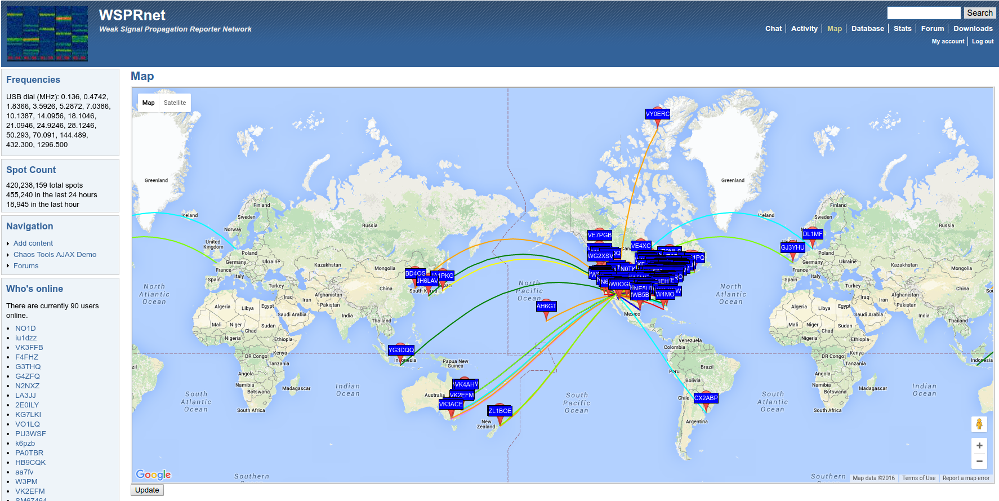 WSPRnet
Weak Signal Propagation Reporter Network
Search
Chat
Activity
Map
Database
Stats
Forum
Downloads
My account
Log out
Frequencies
USB dial (MHz): 0.136, 0.4742,
1.8366, 3.5926, 5.2872, 7.0386,
10.1387, 14.0956, 18.1046,
21.0946, 24.9246, 28.1246,
50.293, 70.091, 144.489,
432.300, 1296.500
Spot Count
420,238,159 total spots
455,240 in the last 24 hours
18,945 in the last hour
Navigation
Add content
Chaos Tools AJAX Demo
Forums
Who's online
There are currently 90 users
online.
NO1D
iu1dzz
VK3FFB
F4FHZ
G3THQ
G4ZFQ
N2NXZ
LA3JJ
2E0ILY
KG7LKI
VO1LQ
PU3WSF
k6pzb
PA0TBR
HB9CQK
aa7fv
W3PM
VK2EFM
SM67464
Map
Map
Satellite
VY0ERC
Greenland
Greenland
Iceland
Finland
Sweden
Norway
Russia
United
Kingdom
Poland
Germany
Ukraine
France
Italy
Spain
Turkey
Kazakhstan
Mongolia
China
South Korea
Iraq
Iran
Afghanistan
Pakistan
Algeria
Libya
Egypt
Saudi Arabia
India
Thailand
Mali
Niger
Chad
Sudan
Nigeria
Ethiopia
Kenya
DR Congo
Tanzania
Angola
Namibia
Botswana
Madagascar
South Africa
Indonesia
Papua New
Guinea
Australia
New
Zealand
North
Atlantic
Ocean
South
Atlantic
Ocean
Indian
Ocean
North
Pacific
Ocean
South
Pacific
Ocean
Southern
BD4OS
JH6LAV
JA1PKG
AH6GT
YG3DQQ
VK4AH
VK2EFM
VK3ACE
ZL1BOE
VE7PGB
WG2XSV
VE4XC
N0TK
W0OG
NE5U
WB5B
4EH
W4MO
CX2ABP
DL1MF
GJ3YHU
Mexico
Venezuela
Colombia
Peru
Brazil
Bolivia
Chile
Argentina
North
Atlantic
Ocean
South
Atlantic
Ocean
Iceland
Finland
Sweden
Russia
Poland
Germany
Ukraine
France
Italy
Spain
Turkey
Kazakhstan
Mongolia
China
Iraq
Iran
Afghanistan
Pakistan
Algeria
Libya
Egypt
Saudi Arabia
India
Thailand
Mali
Niger
Chad
Sudan
Nigeria
Ethiopia
Kenya
DR Congo
Tanzania
Angola
Namibia
Botswana
Madagascar
South Africa
Indonesia
Indian
Ocean
Southern
Google
Map data ©2016
Terms of Use
Report a map error
Update